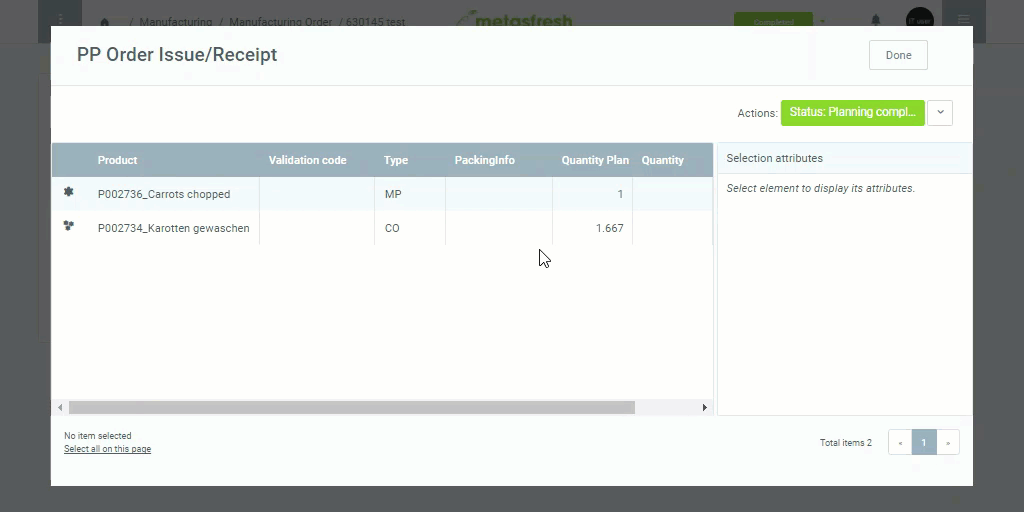 / Manufacturing / Manufacturing Order / 630145 test
metasfresh
Completed
IT user
PP Order Issue/Receipt
Done
Actions: Status: Planning compl...
Product Validation code Type PackingInfo Quantity Plan Quantity
Selection attributes
P002736_Carrots chopped MP 1
Select element to display its attributes.
P002734_Karotten gewaschen CO 1.667
No item selected
Select all on this page
Total items 2
« 1 »